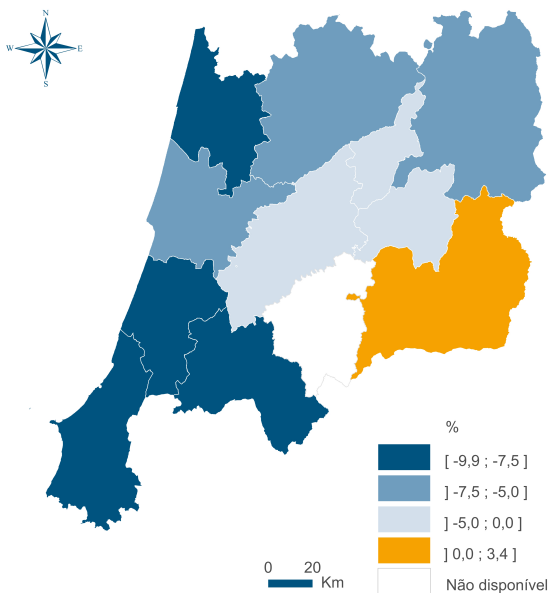 N
W E
S
%
[ -9,9 ; -7,5 ]
] -7,5 ; -5,0 ]
] -5,0 ; 0,0 ]
] 0,0 ; 3,4 ]
Não disponível
0 20
Km